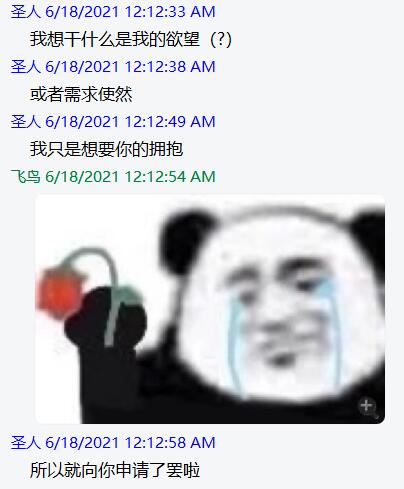 圣人 6/18/2021 12:12:33 AM
我想干什么是我的欲望（?）
圣人 6/18/2021 12:12:38 AM
或者需求使然
圣人 6/18/2021 12:12:49 AM
我只是想要你的拥抱
飞鸟 6/18/2021 12:12:54 AM
圣人 6/18/2021 12:12:58 AM
所以就向你申请了罢啦